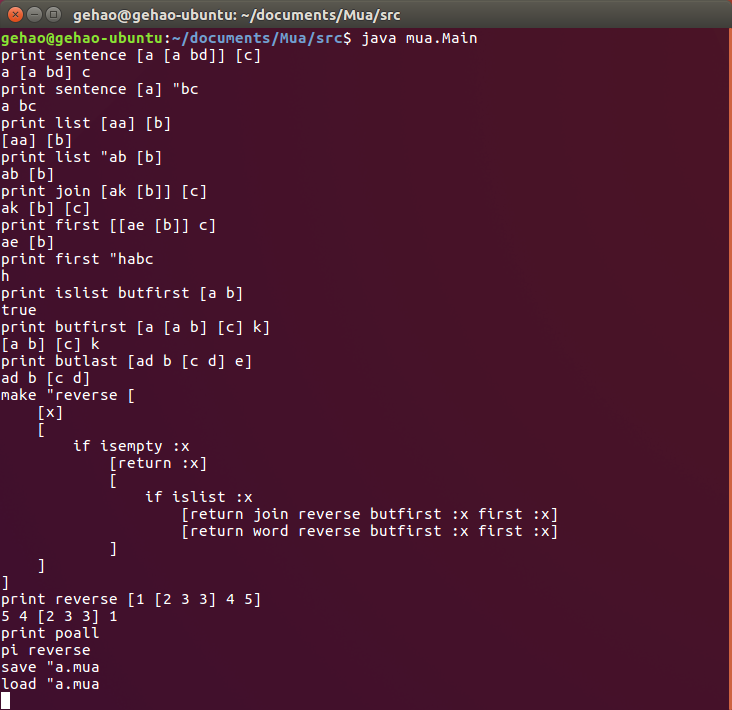 gehao@gehao-ubuntu: ~/documents/Mua/src
gehao@gehao-ubuntu:~/documents/Mua/src$ java mua.Main
print sentence [a [a bd]] [c]
a [a bd] c
print sentence [a] "bc
a bc
print list [aa] [b]
[aa] [b]
print list "ab [b]
ab [b]
print join [ak [b]] [c]
ak [b] [c]
print first [[ae [b]] c]
ae [b]
print first "habc
h
print islist butfirst [a b]
true
print butfirst [a [a b] [c] k]
[a b] [c] k
print butlast [ad b [c d] e]
ad b [c d]
make "reverse [
    [x]
    [
        if isempty :x
            [return :x]
            [
                if islist :x
                    [return join reverse butfirst :x first :x]
                    [return word reverse butfirst :x first :x]
            ]
    ]
]
print reverse [1 [2 3 3] 4 5]
5 4 [2 3 3] 1
print poall
pi reverse
save "a.mua
load "a.mua